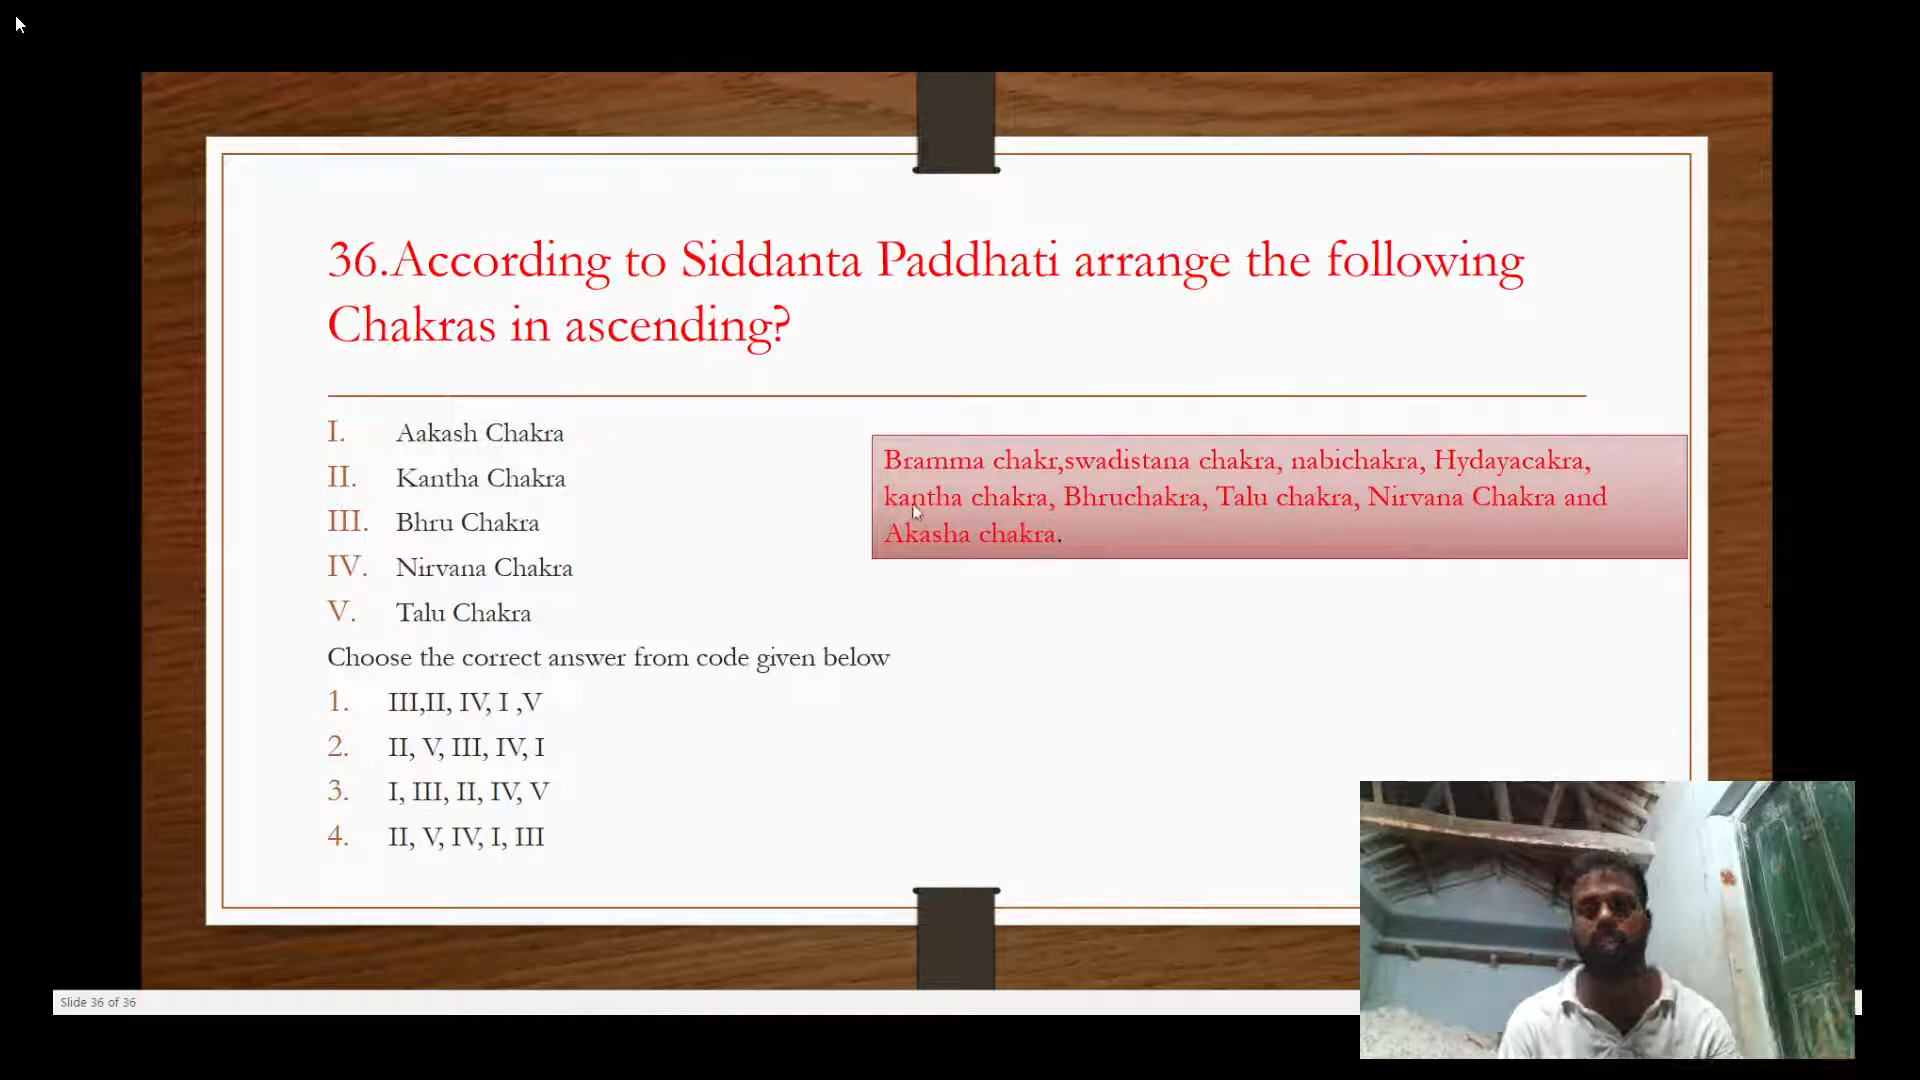 36.According to Siddanta Paddhati arrange the following
Chakras in ascending?
I. Aakash Chakra
II. Kantha Chakra
III. Bhru Chakra
IV. Nirvana Chakra
V. Talu Chakra
Choose the correct answer from code given below
1. III,II, IV, I ,V
2. II, V, III, IV, I
3. I, III, II, IV, V
4. II, V, IV, I, III
Bramma chakr,swadistana chakra, nabichakra, Hydayacakra,
kantha chakra, Bhruchakra, Talu chakra, Nirvana Chakra and
Akasha chakra.
Slide 36 of 36